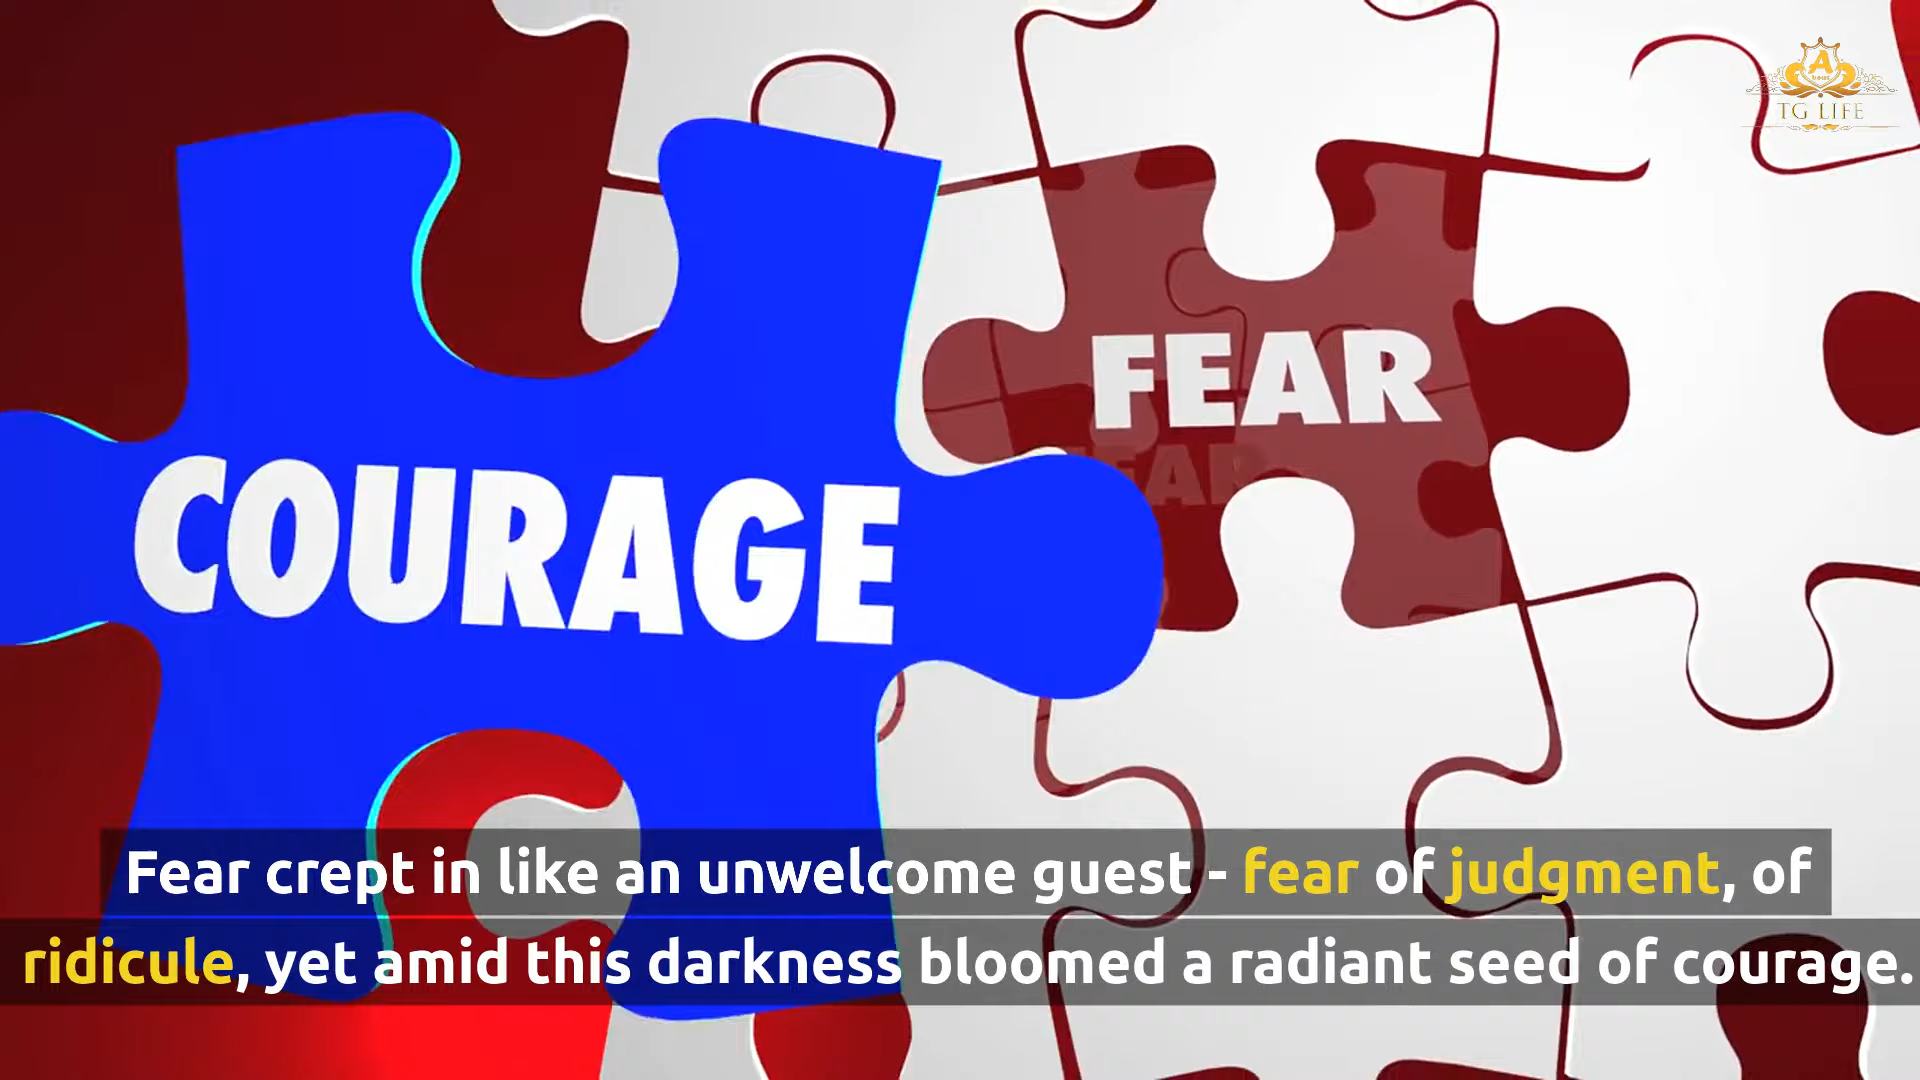 A
TG LIFE
FEAR
FEAR
COURAGE
Fear crept in like an unwelcome guest - fear of judgment, of
ridicule, yet amid this darkness bloomed a radiant seed of courage.